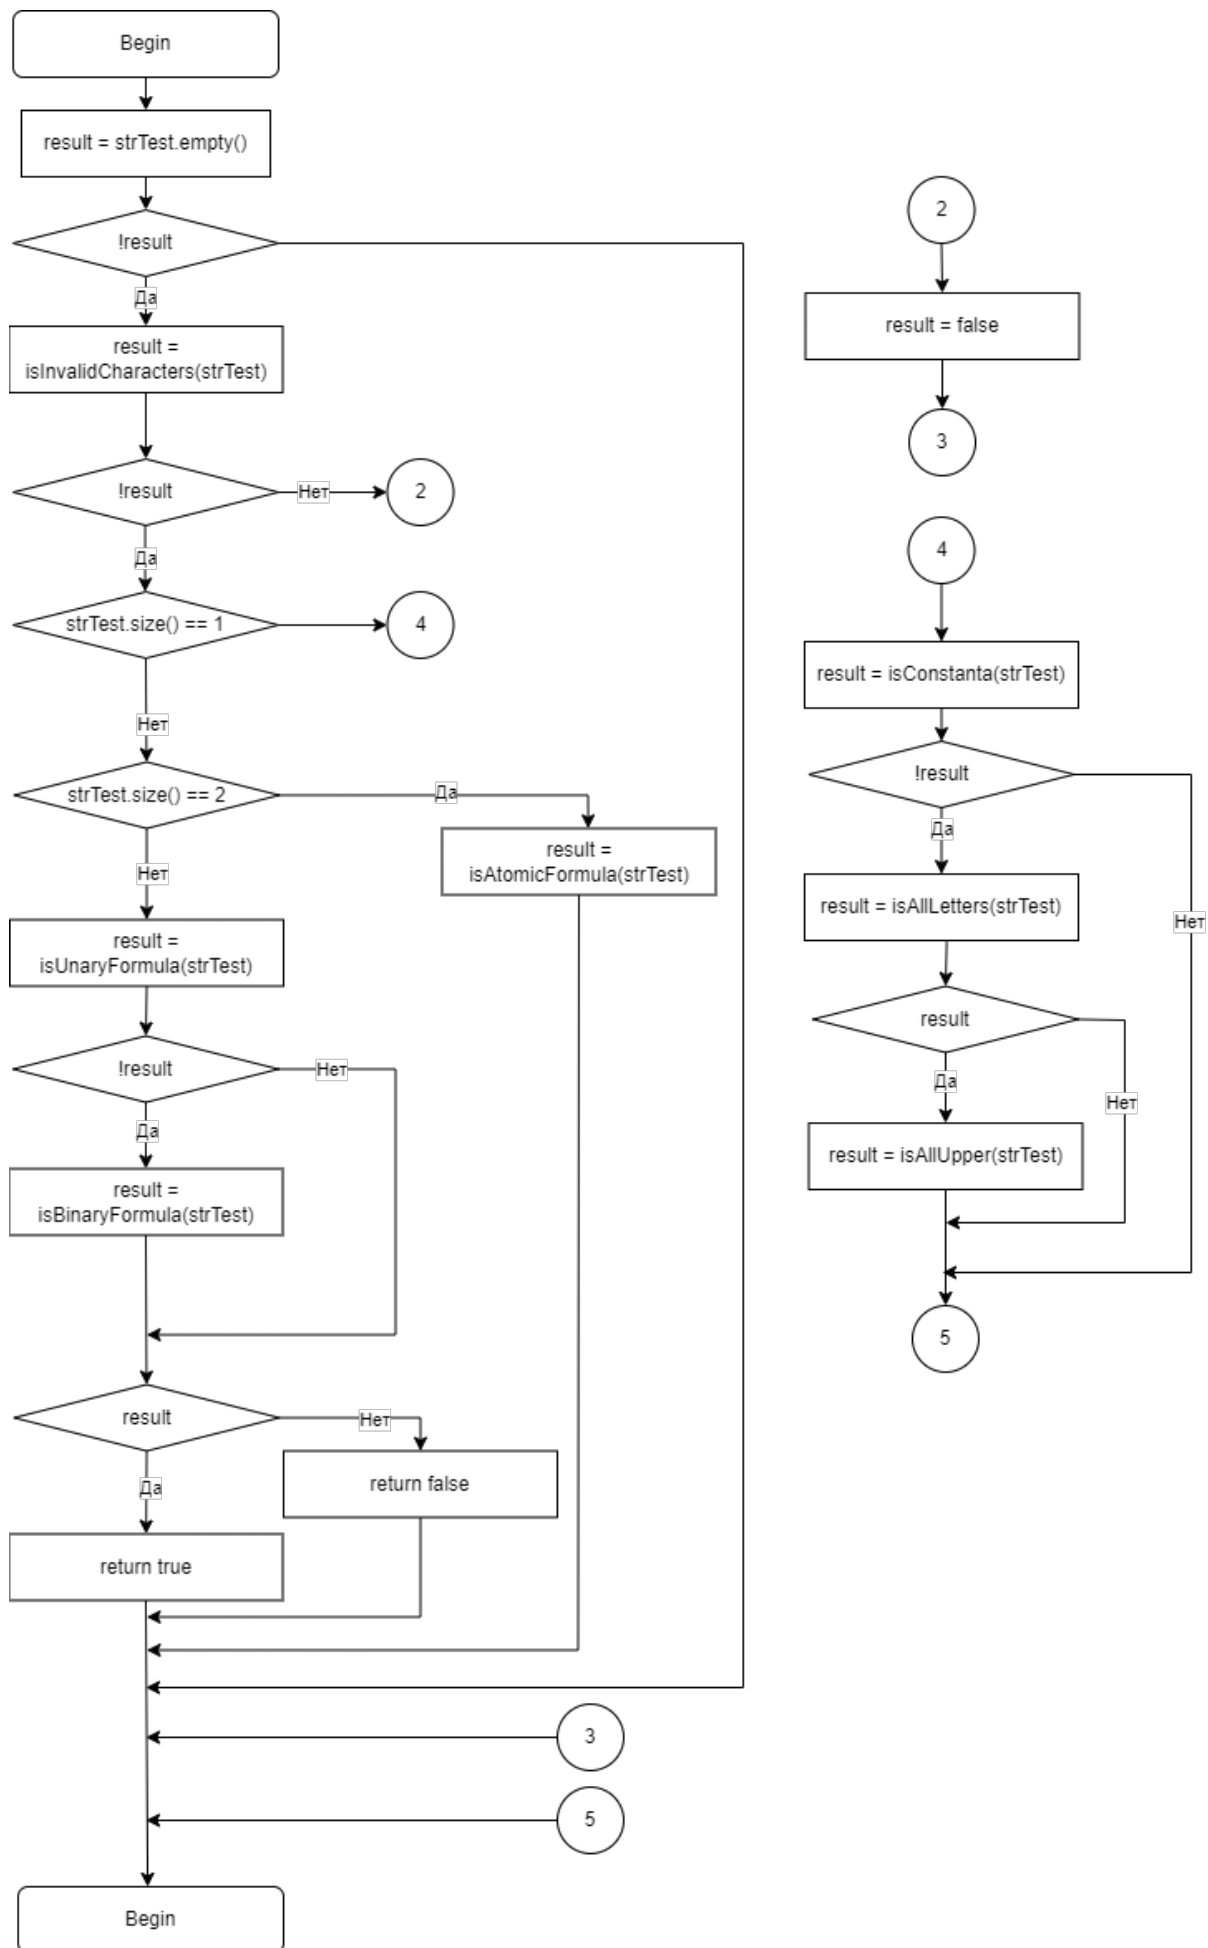 Begin
result = strTest.empty()
!result
Да
result =
isInvalidCharacters(strTest)
!result
Нет
2
Да
strTest.size() == 1
4
Нет
strTest.size() == 2
Да
result =
isAtomicFormula(strTest)
Нет
result =
isUnaryFormula(strTest)
!result
Нет
Да
result =
isBinaryFormula(strTest)
result
Нет
return false
Да
return true
3
5
Begin
2
result = false
3
4
result = isConstanta(strTest)
!result
Да
Нет
result = isAllLetters(strTest)
result
Да
Нет
result = isAllUpper(strTest)
5